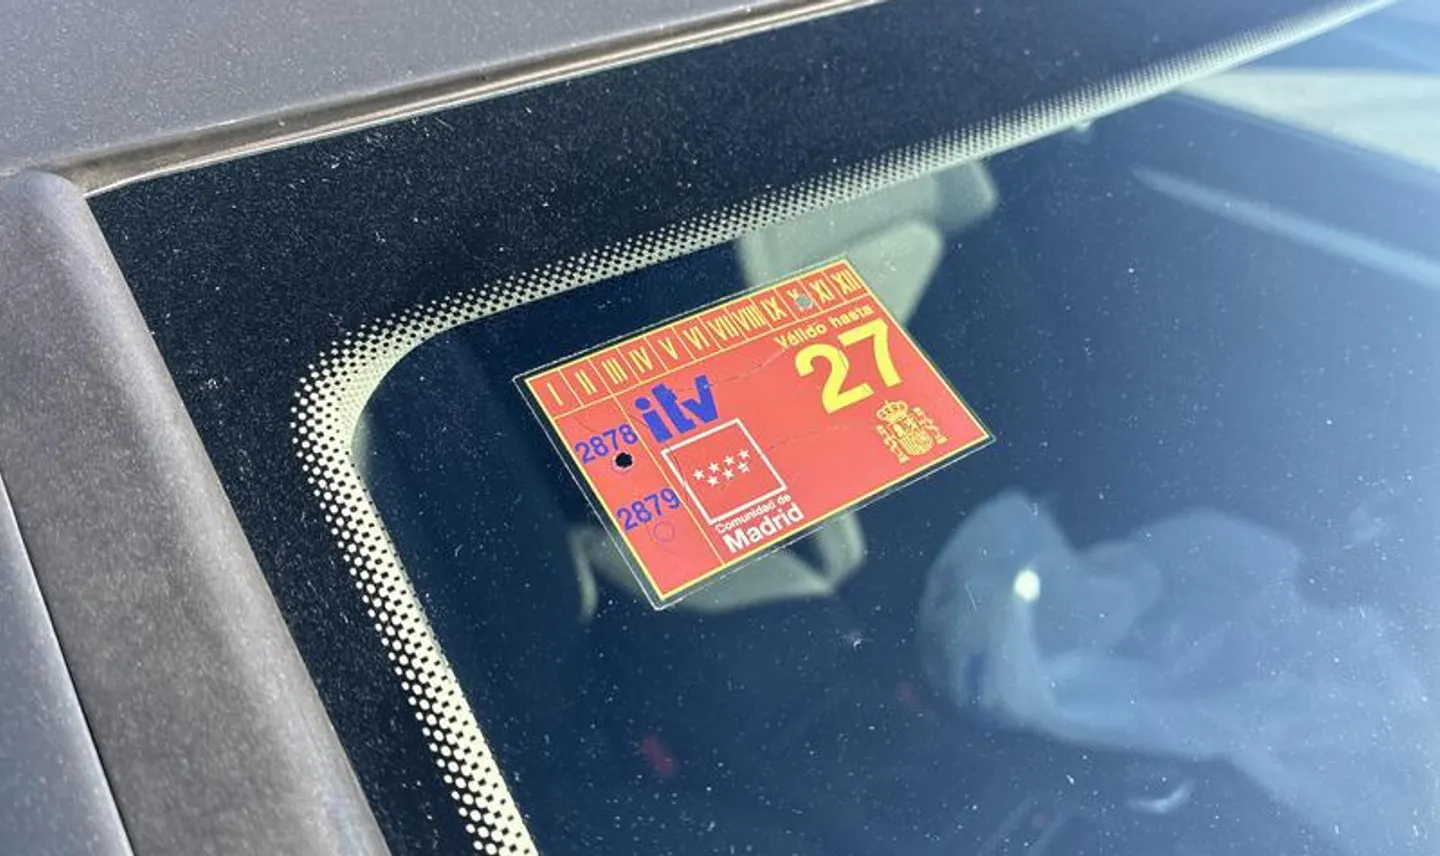 I II III IV V VI VII VIII IX X XI XII
Válido hasta
27
itv
2878
2879
Comunidad de
Madrid